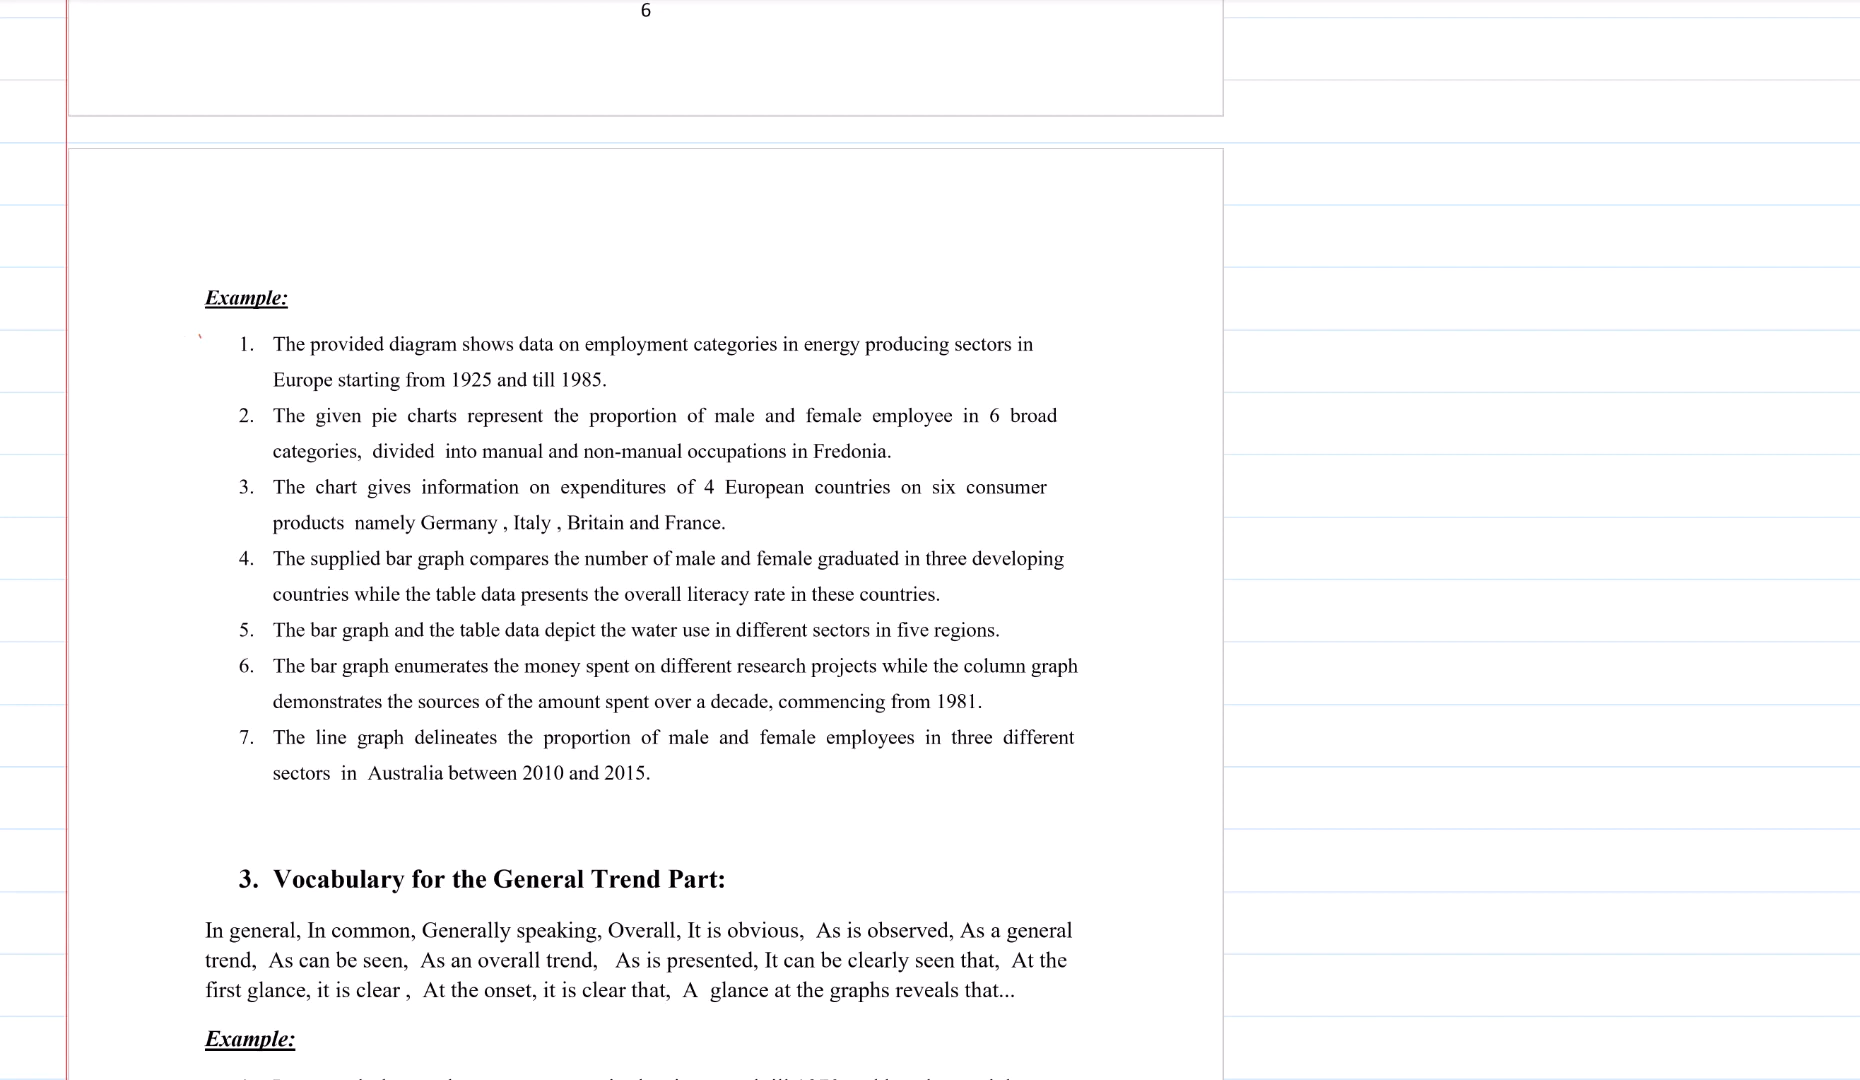 6
Example:
1. The provided diagram shows data on employment categories in energy producing sectors in
Europe starting from 1925 and till 1985.
2. The given pie charts represent the proportion of male and female employee in 6 broad
categories, divided into manual and non-manual occupations in Fredonia.
3. The chart gives information on expenditures of 4 European countries on six consumer
products namely Germany , Italy , Britain and France.
4. The supplied bar graph compares the number of male and female graduated in three developing
countries while the table data presents the overall literacy rate in these countries.
5. The bar graph and the table data depict the water use in different sectors in five regions.
6. The bar graph enumerates the money spent on different research projects while the column graph
demonstrates the sources of the amount spent over a decade, commencing from 1981.
7. The line graph delineates the proportion of male and female employees in three different
sectors in Australia between 2010 and 2015.
3. Vocabulary for the General Trend Part:
In general, In common, Generally speaking, Overall, It is obvious, As is observed, As a general
trend, As can be seen, As an overall trend, As is presented, It can be clearly seen that, At the
first glance, it is clear , At the onset, it is clear that, A glance at the graphs reveals that...
Example: